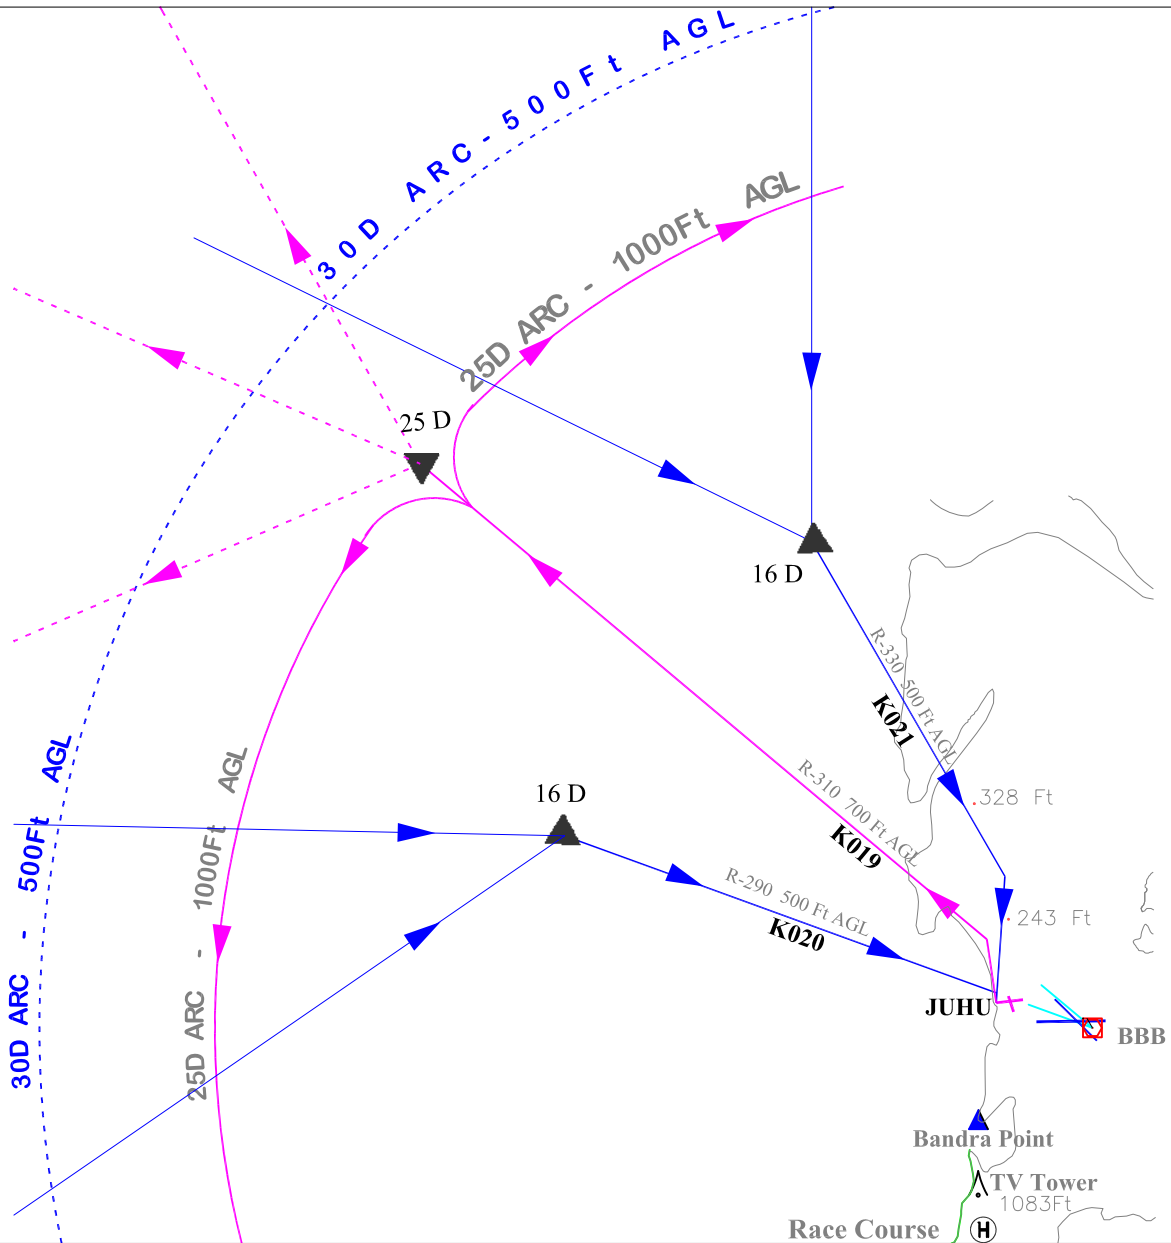 30D ARC-500Ft AGL
25D ARC - 1000Ft AGL
25 D
16 D
R-330 500 Ft AGL
K021
30D ARC - 500Ft AGL
25D ARC - 1000Ft AGL
16 D
R-310 700 Ft AGL
K019
.328 Ft
R-290 500 Ft AGL
K020
.243 Ft
JUHU
BBB
Bandra Point
TV Tower
1083Ft
Race Course
H